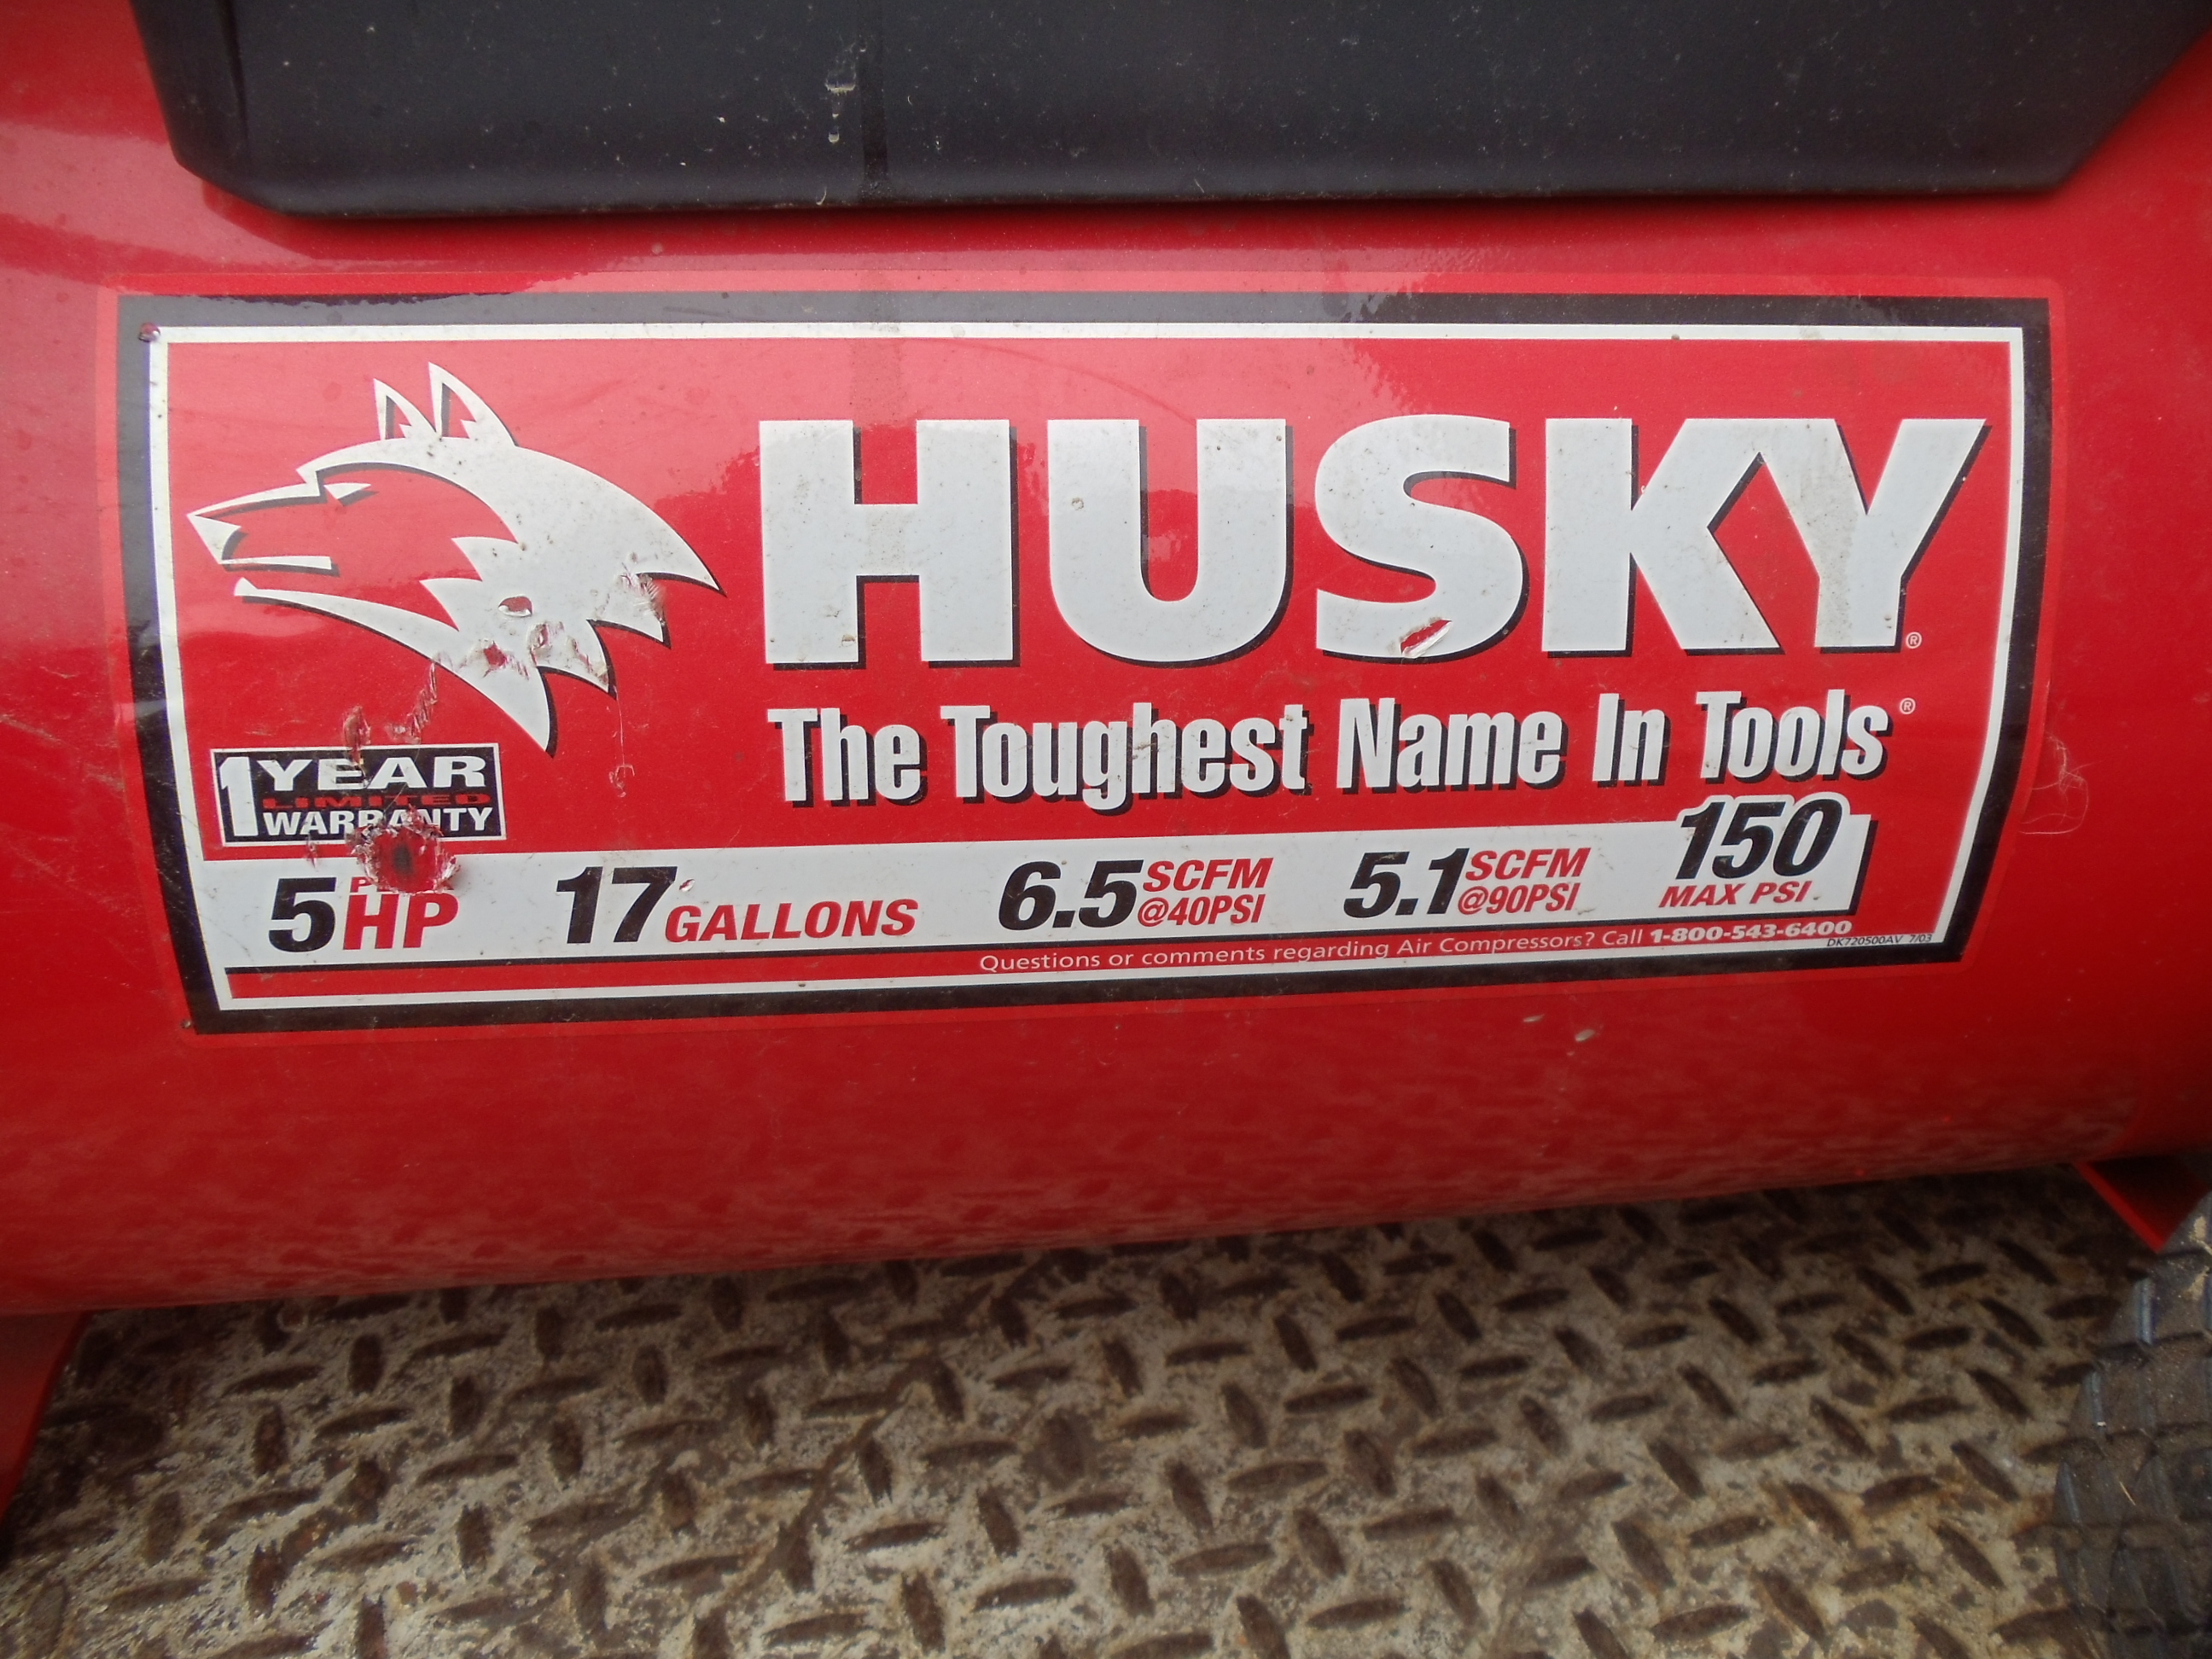 HUSKY®
The Toughest Name In Tools®
1 YEAR
LIMITED
WARRANTY
5 PEAK HP 17 GALLONS 6.5 SCFM @40PSI 5.1 SCFM @90PSI 150 MAX PSI
Questions or comments regarding Air Compressors? Call 1-800-543-6400
DK720500AV 7/03